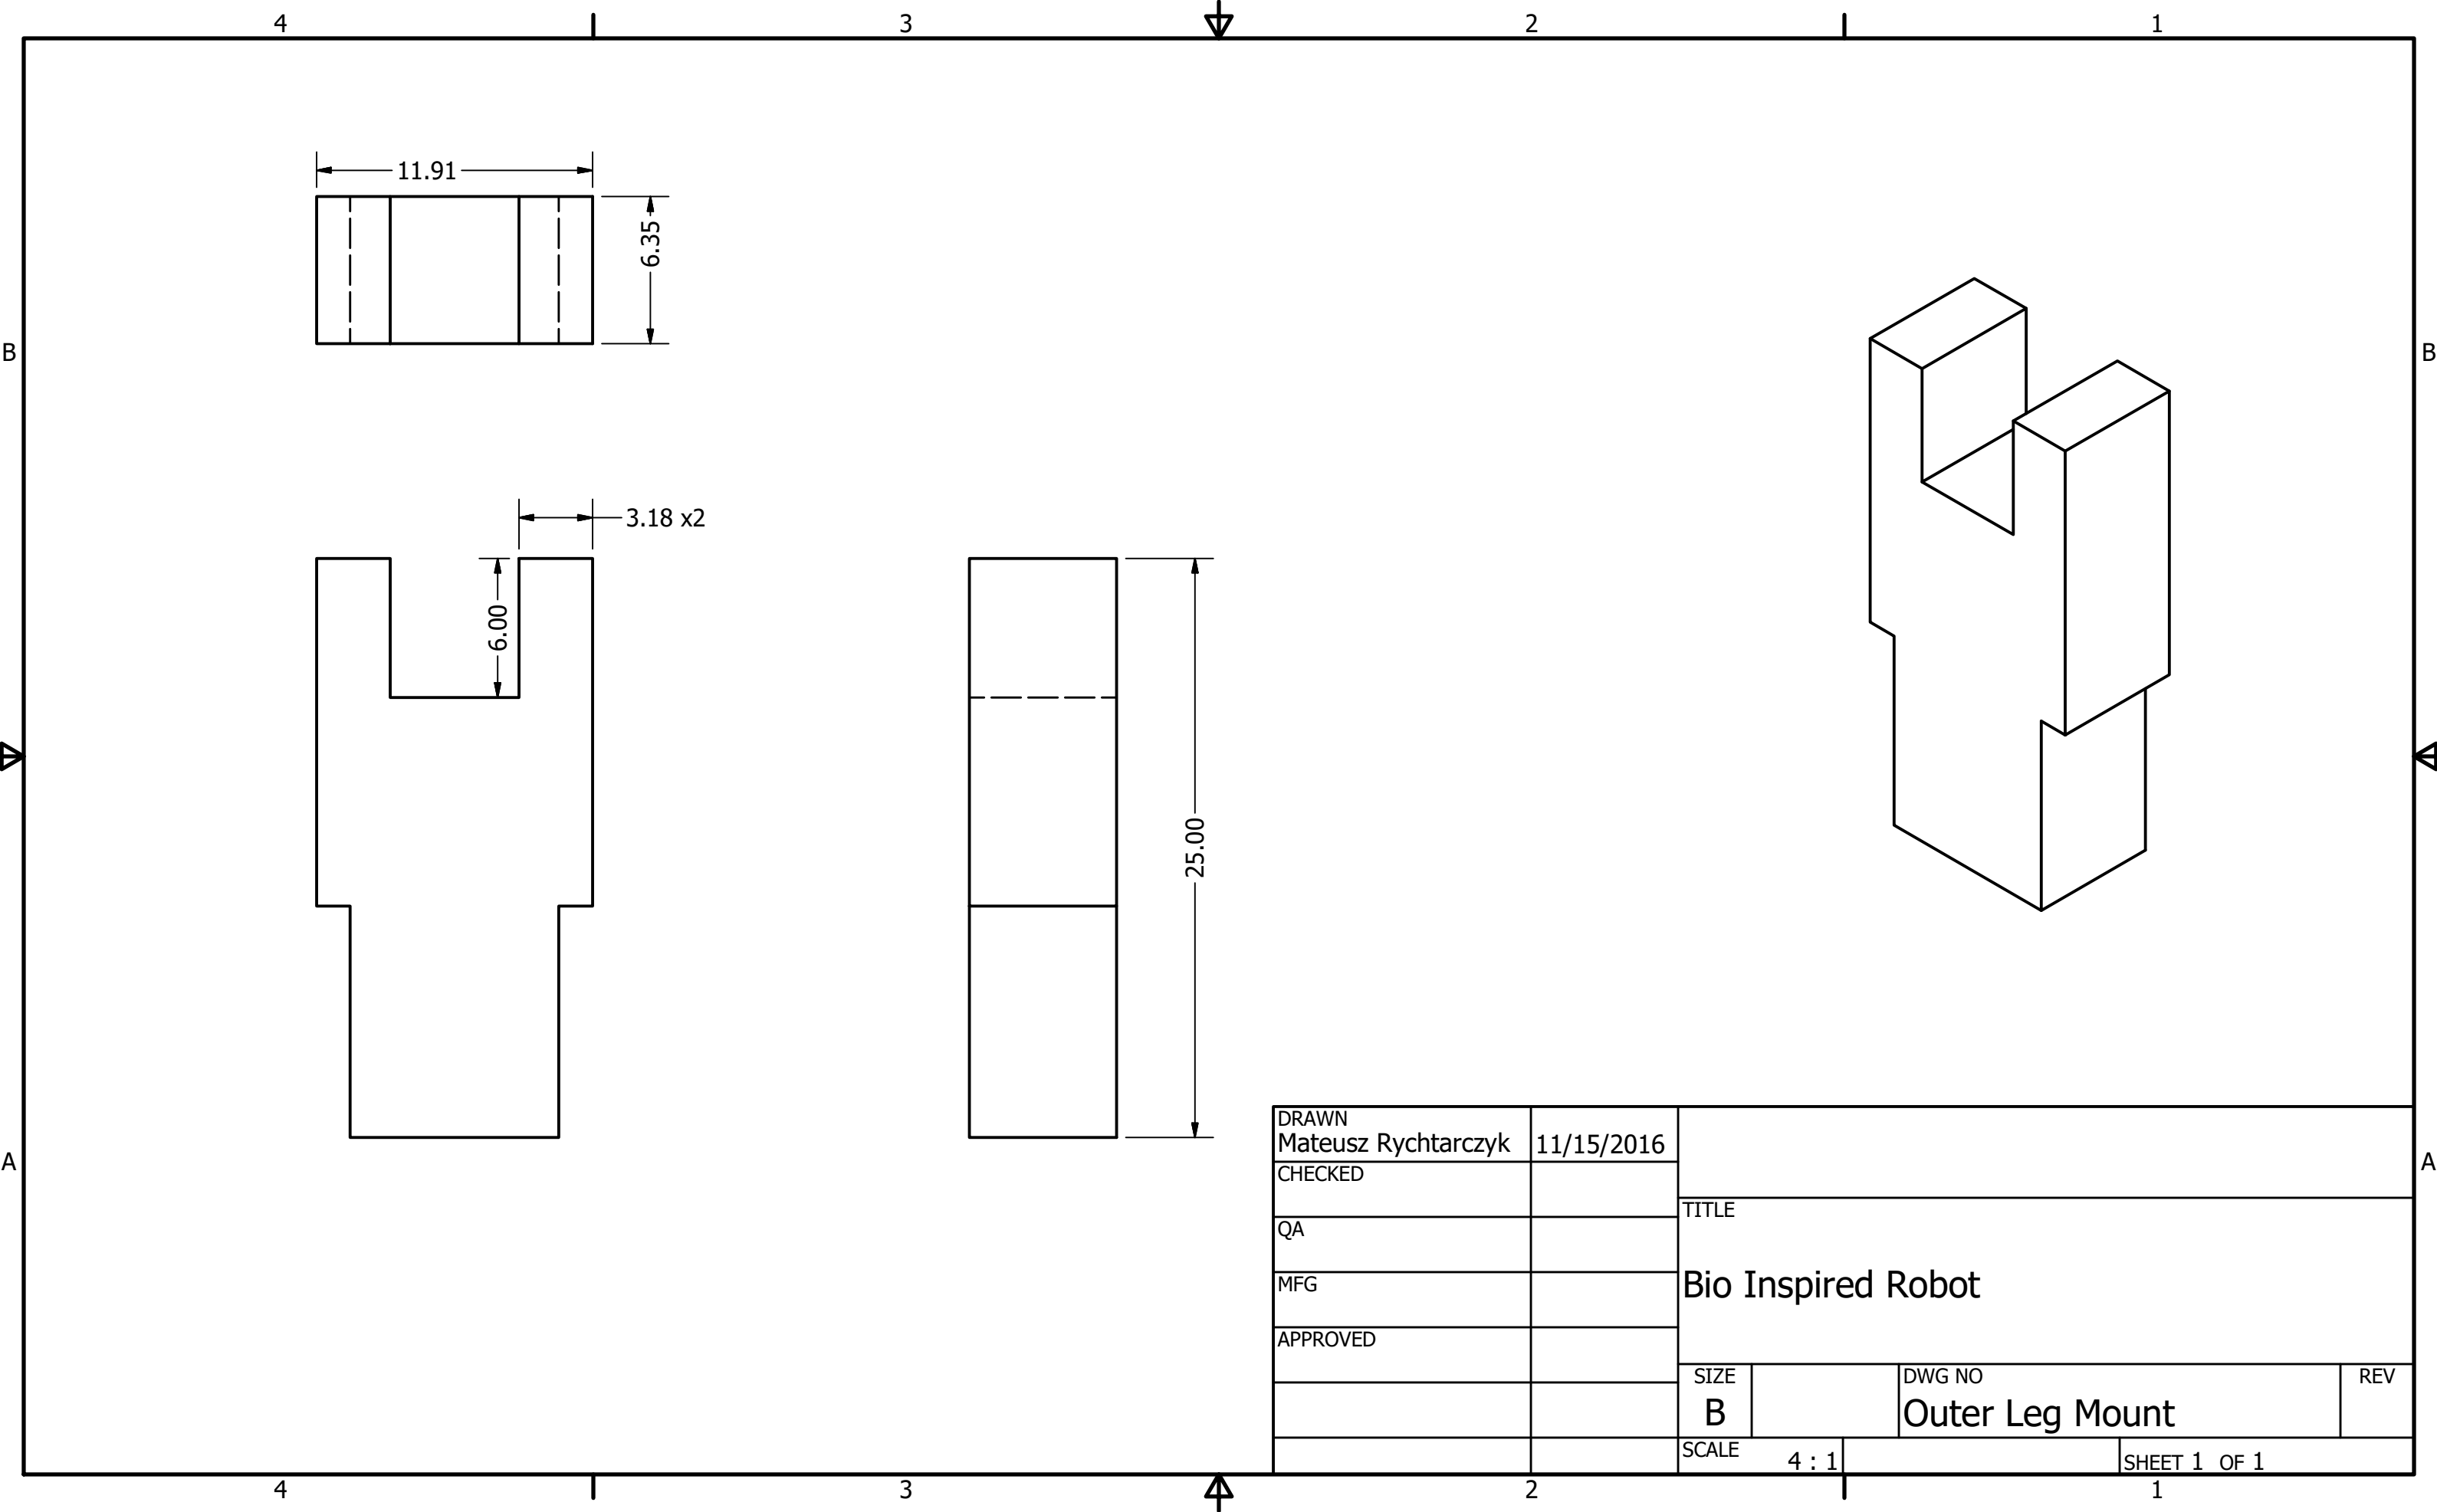 4 3 2 1
11.91
6.35
B B
3.18 x2
6.00
25.00
A A
DRAWN
Mateusz Rychtarczyk 11/15/2016
CHECKED
QA
MFG
APPROVED
TITLE
Bio Inspired Robot
SIZE
B
DWG NO
Outer Leg Mount
REV
SCALE 4 : 1
SHEET 1 OF 1
4 3 2 1